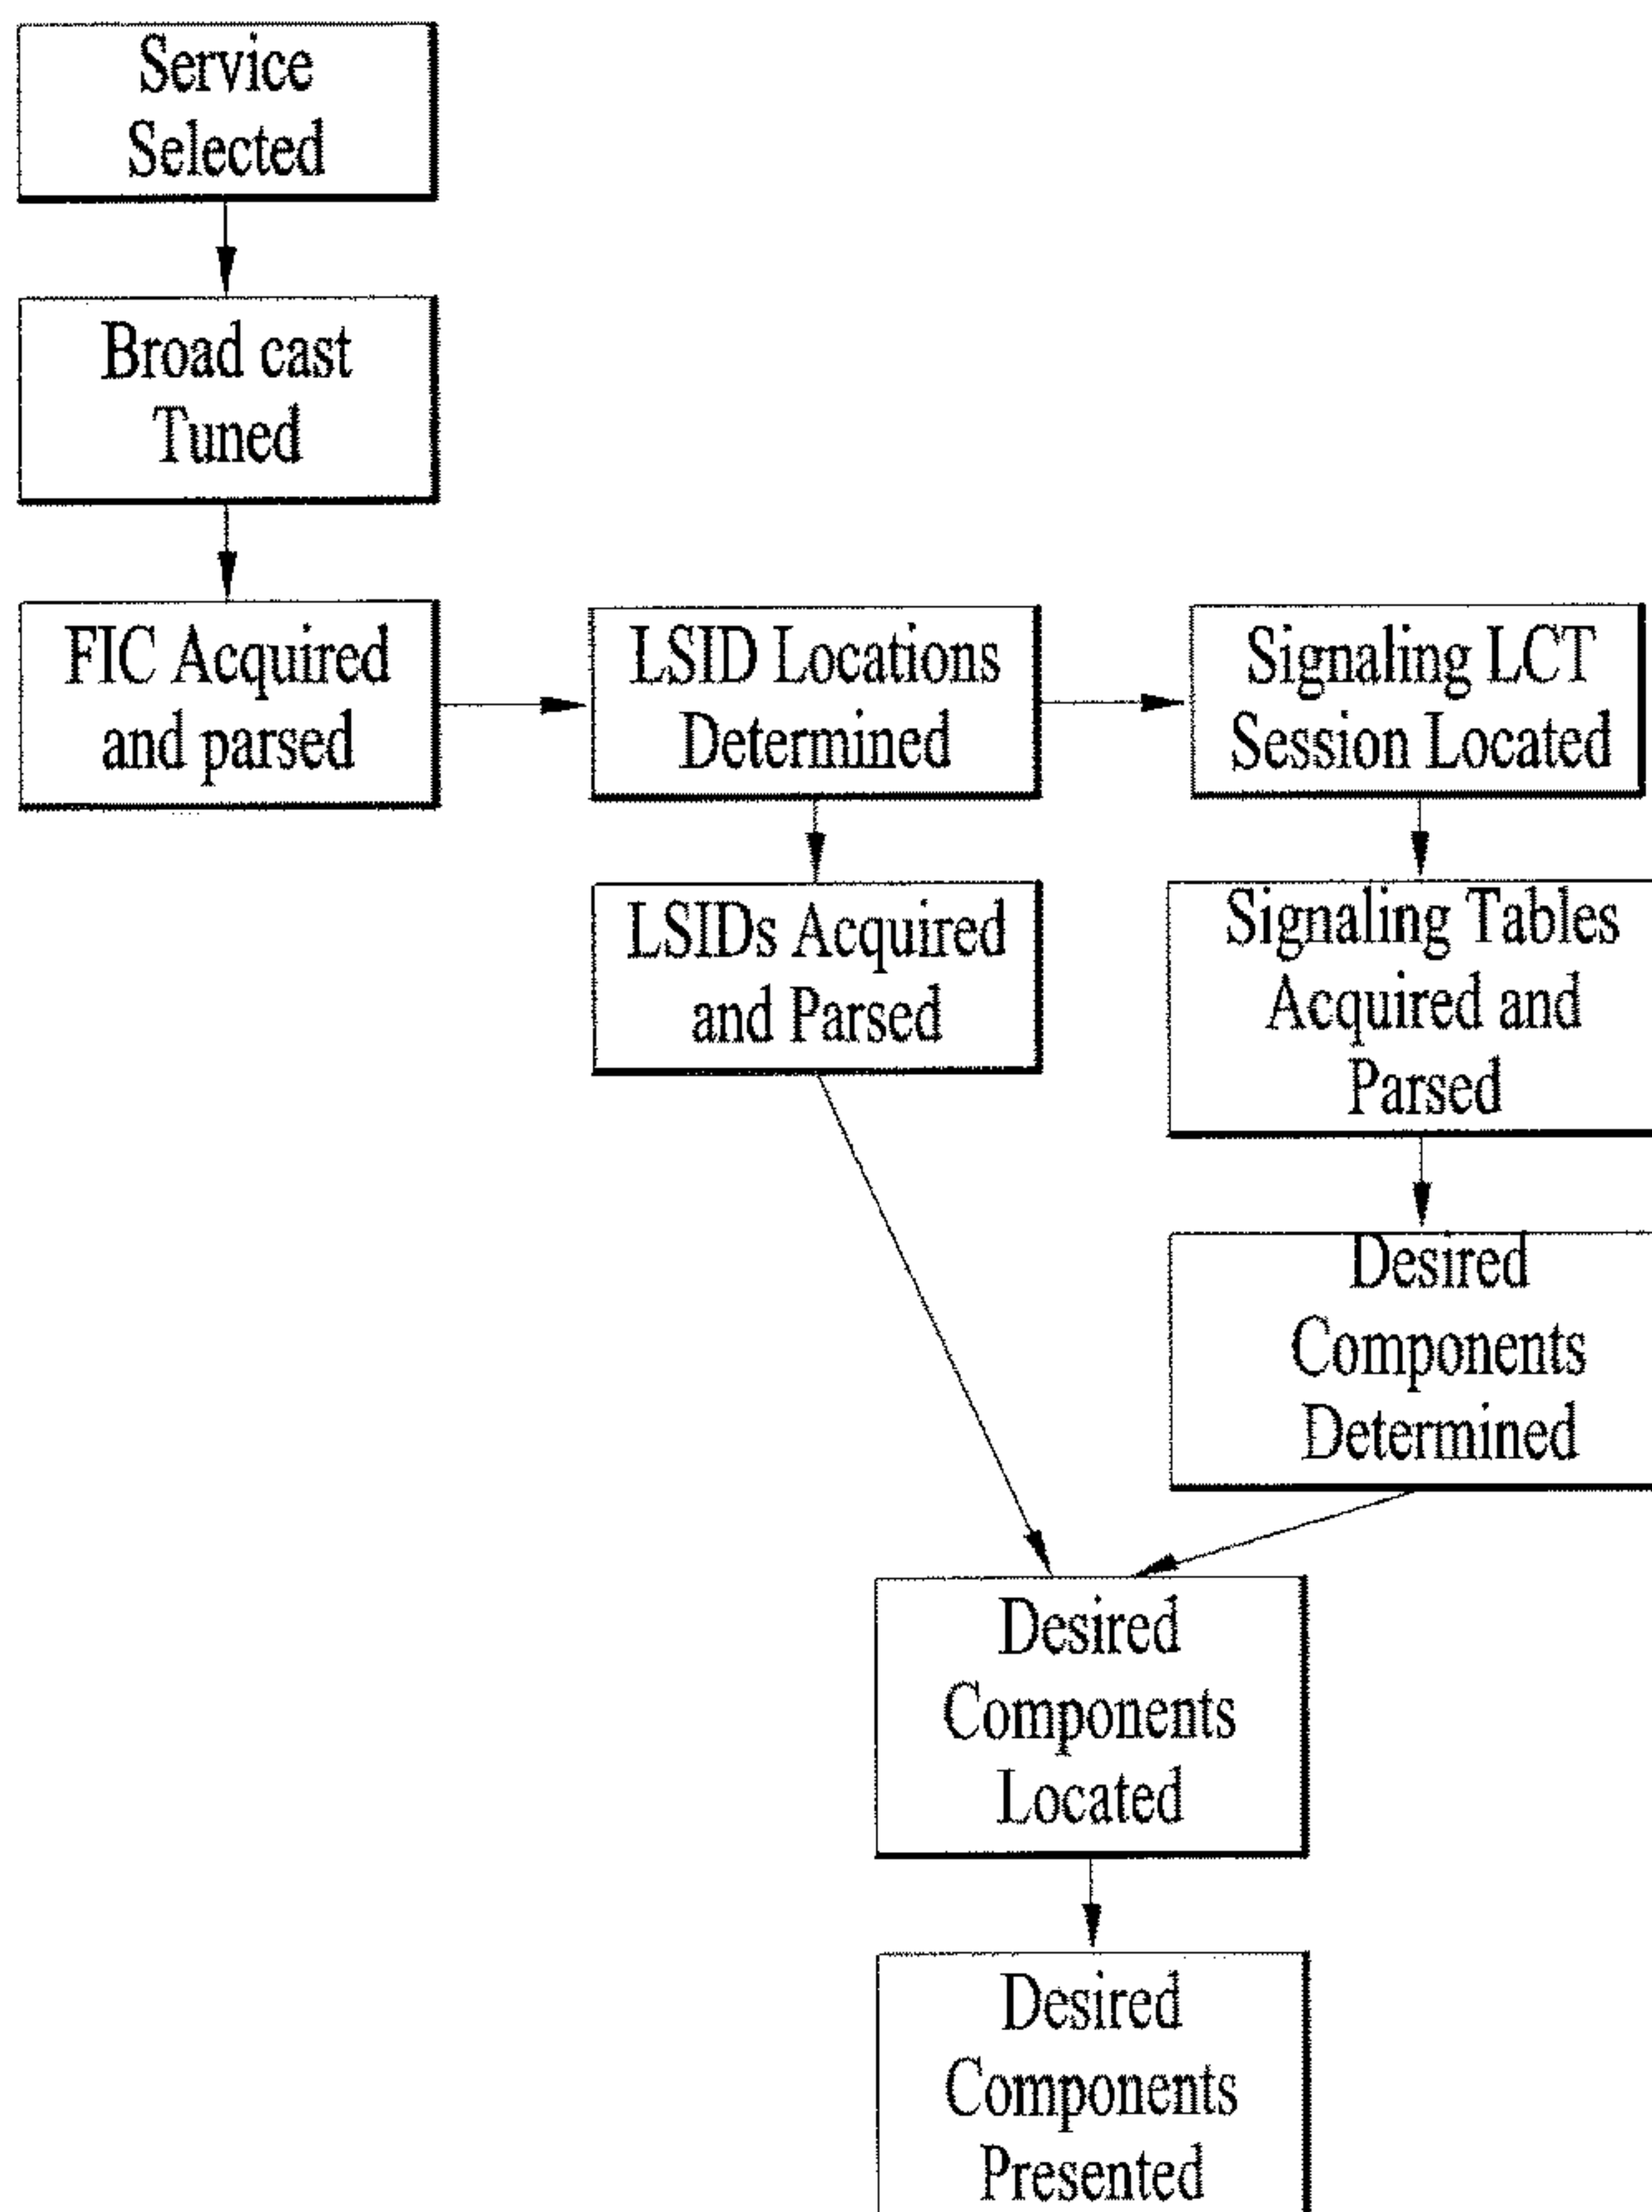 Service
Selected
Broad cast
Tuned
FIC Acquired
and parsed
LSID Locations
Determined
Signaling LCT
Session Located
LSIDs Acquired
and Parsed
Signaling Tables
Acquired and
Parsed
Desired
Components
Determined
Desired
Components
Located
Desired
Components
Presented